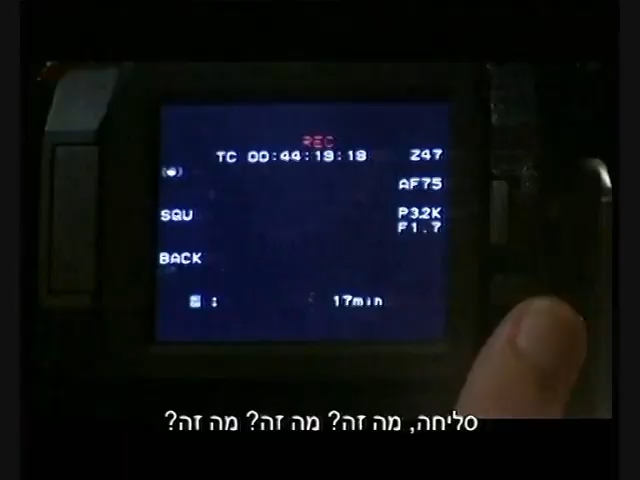 REC
TC 00:44:19:18 Z47
AF75
SQU P3.2K
F1.7
BACK
: 17min
סליחה, מה זה? מה זה? מה זה?